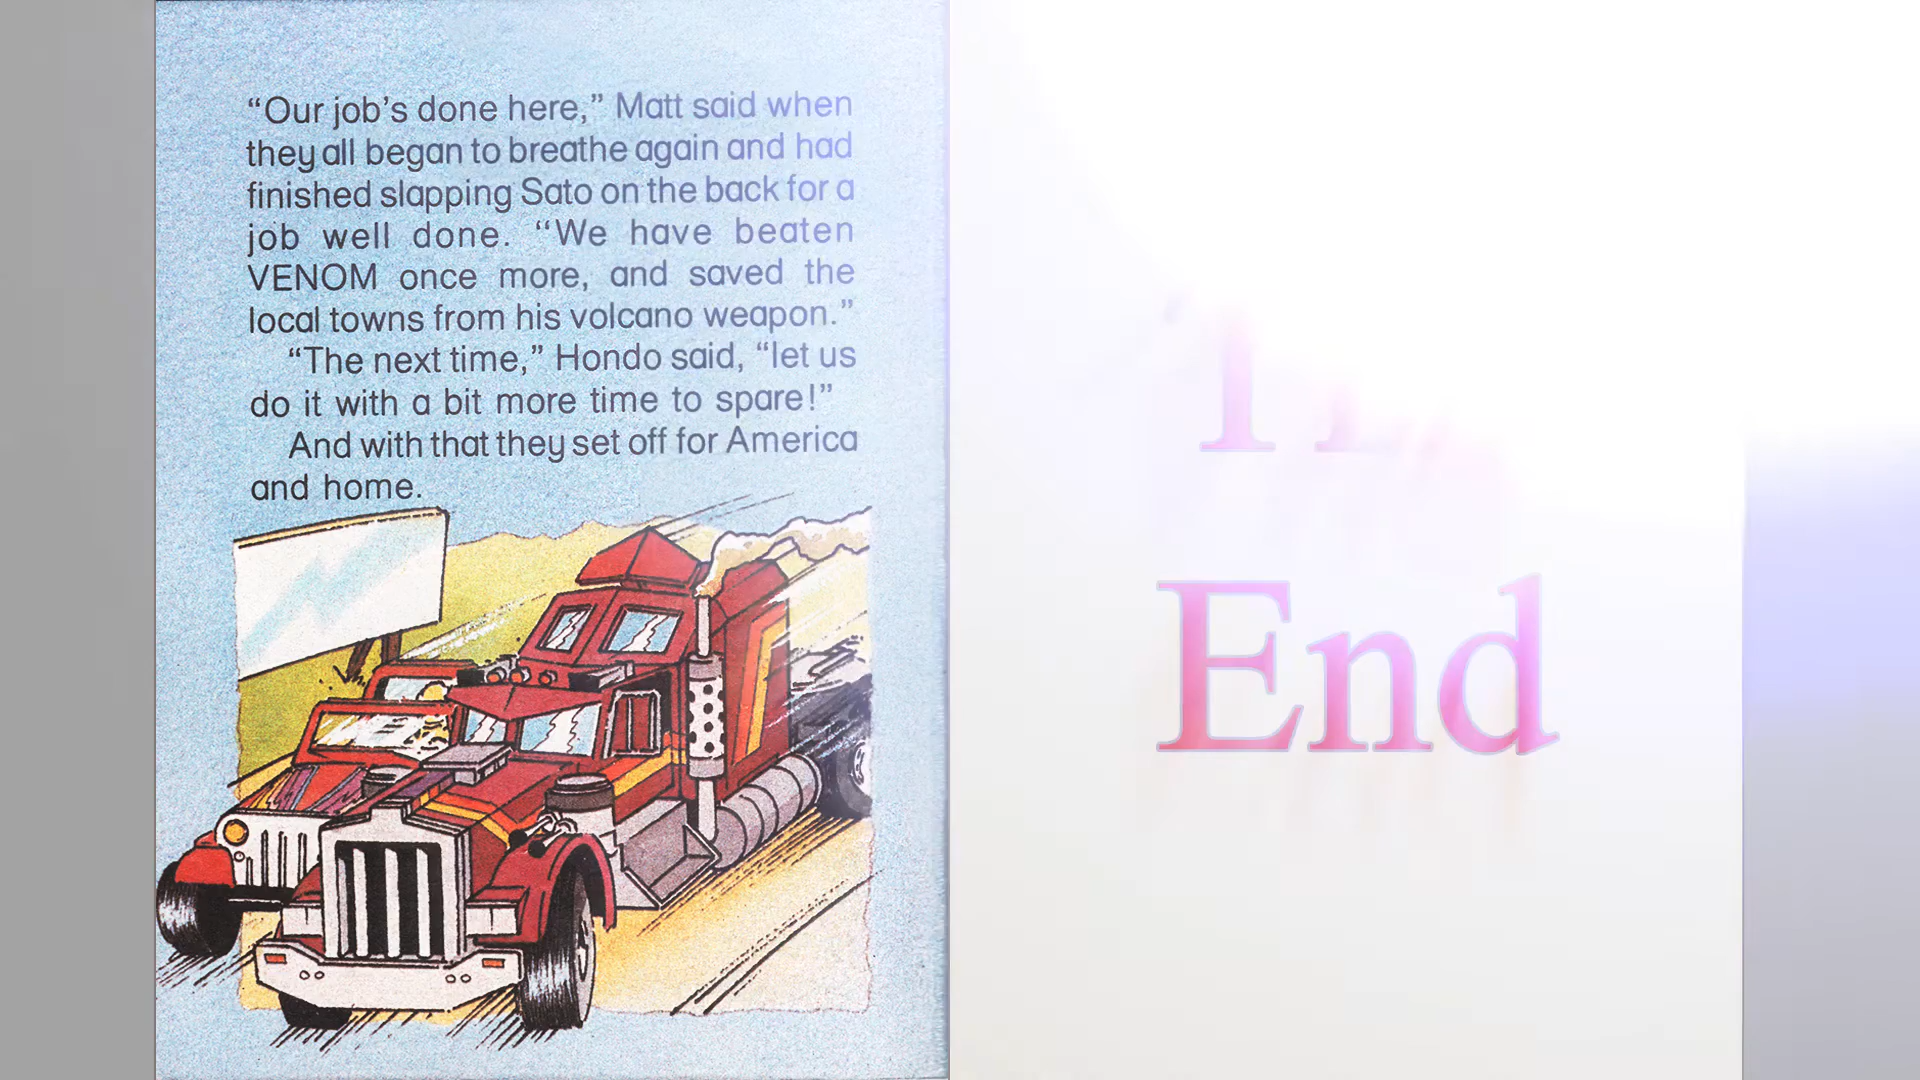 “Our job’s done here,” Matt said when
they all began to breathe again and had
finished slapping Sato on the back for a
job well done. “We have beaten
VENOM once more, and saved the
local towns from his volcano weapon.”
“The next time,” Hondo said, “let us
do it with a bit more time to spare!”
And with that they set off for America
and home.
End